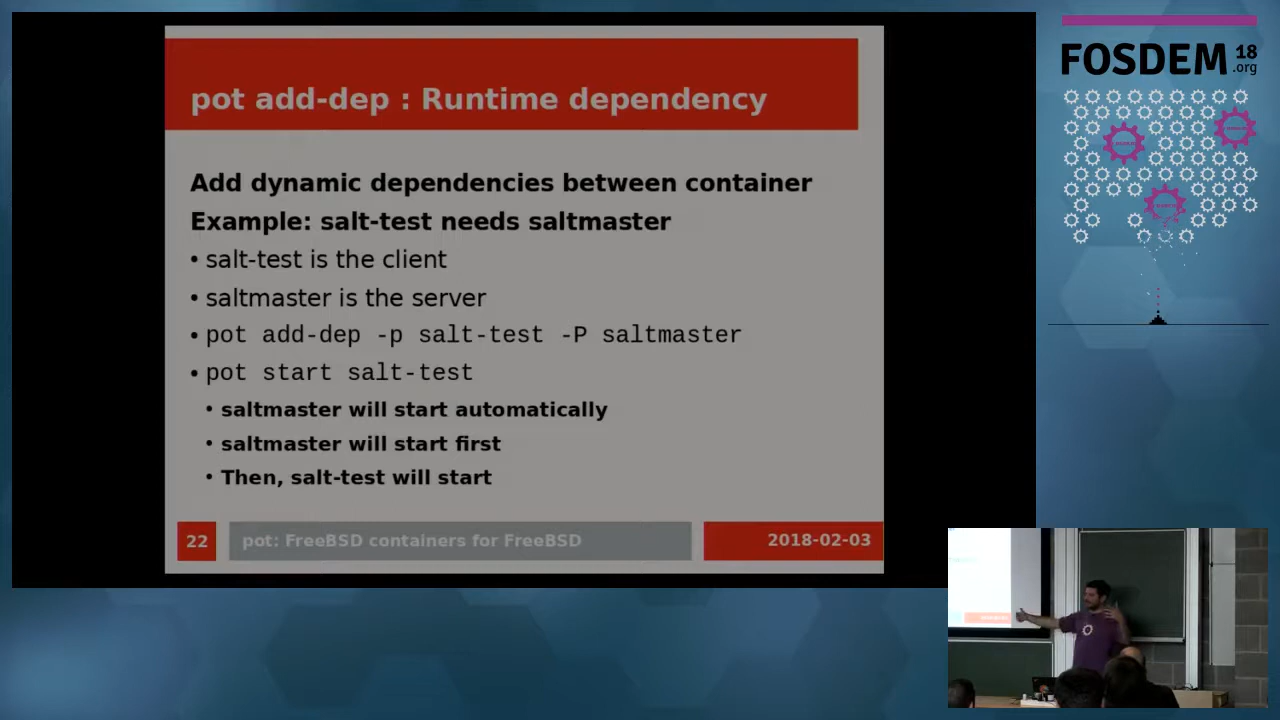 pot add-dep : Runtime dependency
Add dynamic dependencies between container
Example: salt-test needs saltmaster
• salt-test is the client
• saltmaster is the server
• pot add-dep -p salt-test -P saltmaster
• pot start salt-test
• saltmaster will start automatically
• saltmaster will start first
• Then, salt-test will start
22
pot: FreeBSD containers for FreeBSD
2018-02-03
FOSDEM 18
.org